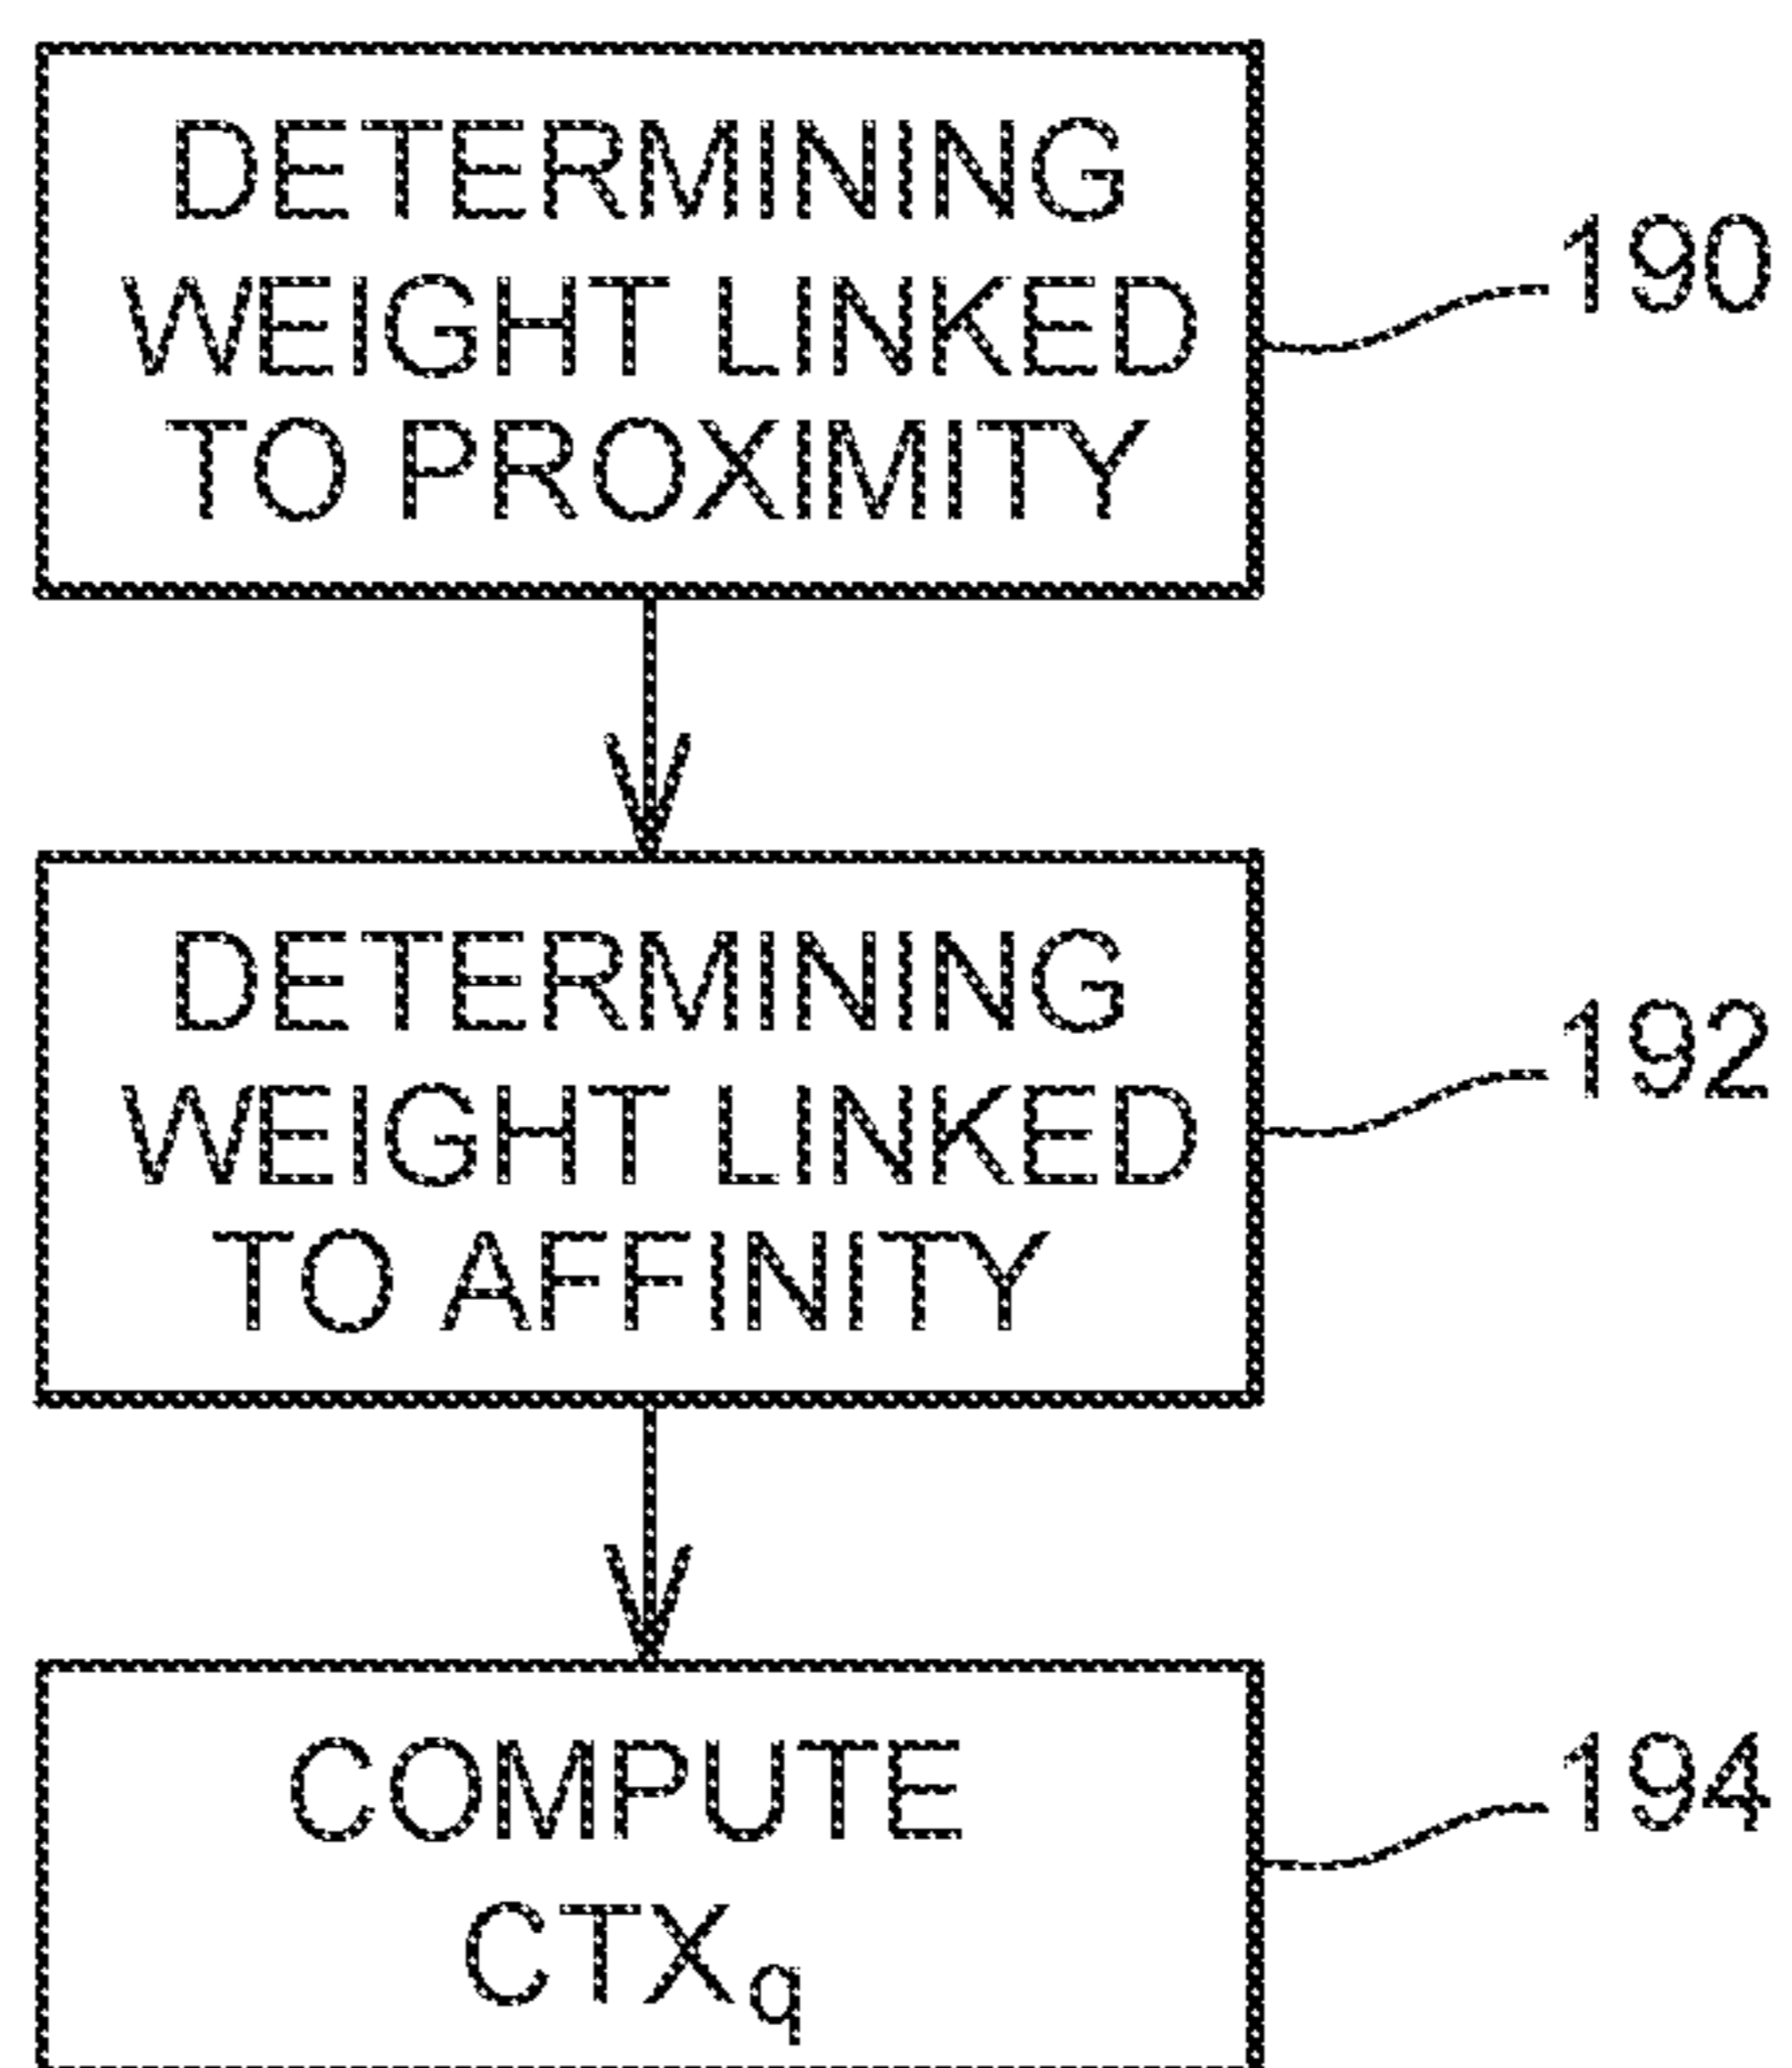 DETERMINING
WEIGHT LINKED
TO PROXIMITY
190
DETERMINING
WEIGHT LINKED
TO AFFINITY
192
COMPUTE
CTXq
194